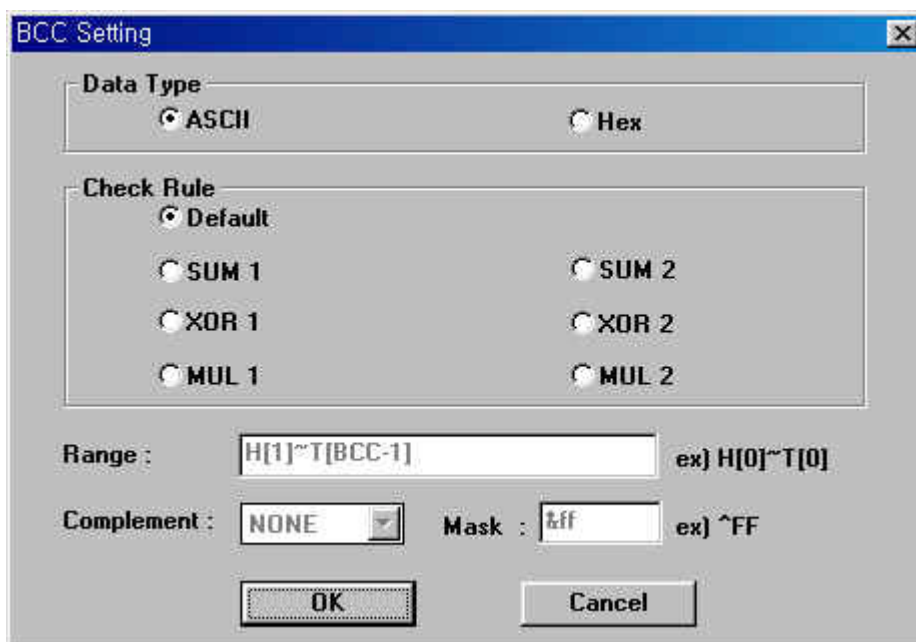 BCC Setting
Data Type
ASCII Hex
Check Rule
Default
SUM 1 SUM 2
XOR 1 XOR 2
MUL 1 MUL 2
Range : H[1]~T[BCC-1] ex) H[0]~T[0]
Complement : NONE Mask : &ff ex) ^FF
OK Cancel